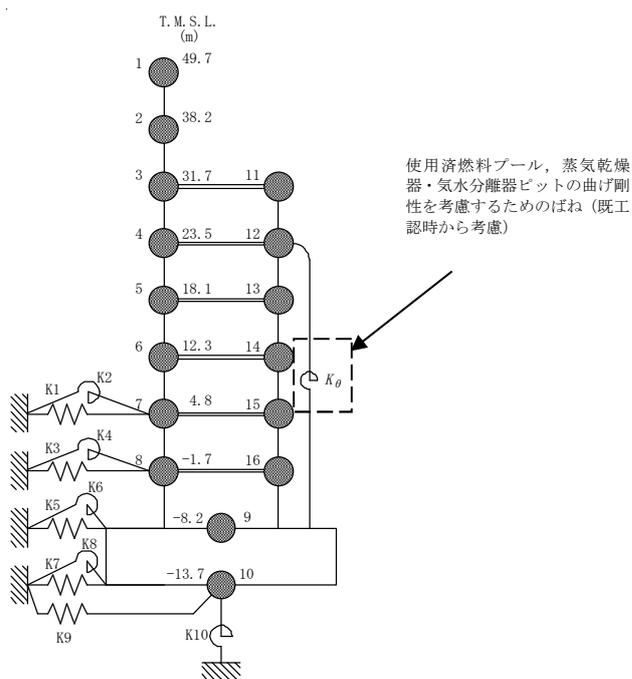 T.M.S.L.
(m)
1 49.7
2 38.2
3 31.7 11
4 23.5 12
5 18.1 13
6 12.3 14
7 4.8 15
8 -1.7 16
-8.2 9
-13.7 10
K1 K2
K3 K4
K5 K6
K7 K8
K9
K10
Kθ
使用済燃料プール，蒸気乾燥
器・気水分離器ピットの曲げ剛
性を考慮するためのばね（既工
認時から考慮）